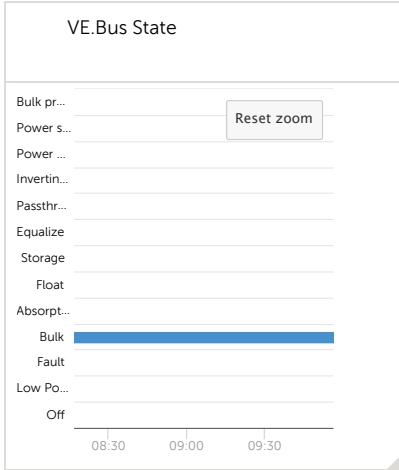 VE.Bus State
Reset zoom
Bulk pr...
Power s...
Power ...
Invertin...
Passthr...
Equalize
Storage
Float
Absorpt...
Bulk
Fault
Low Po...
Off
08:30 09:00 09:30